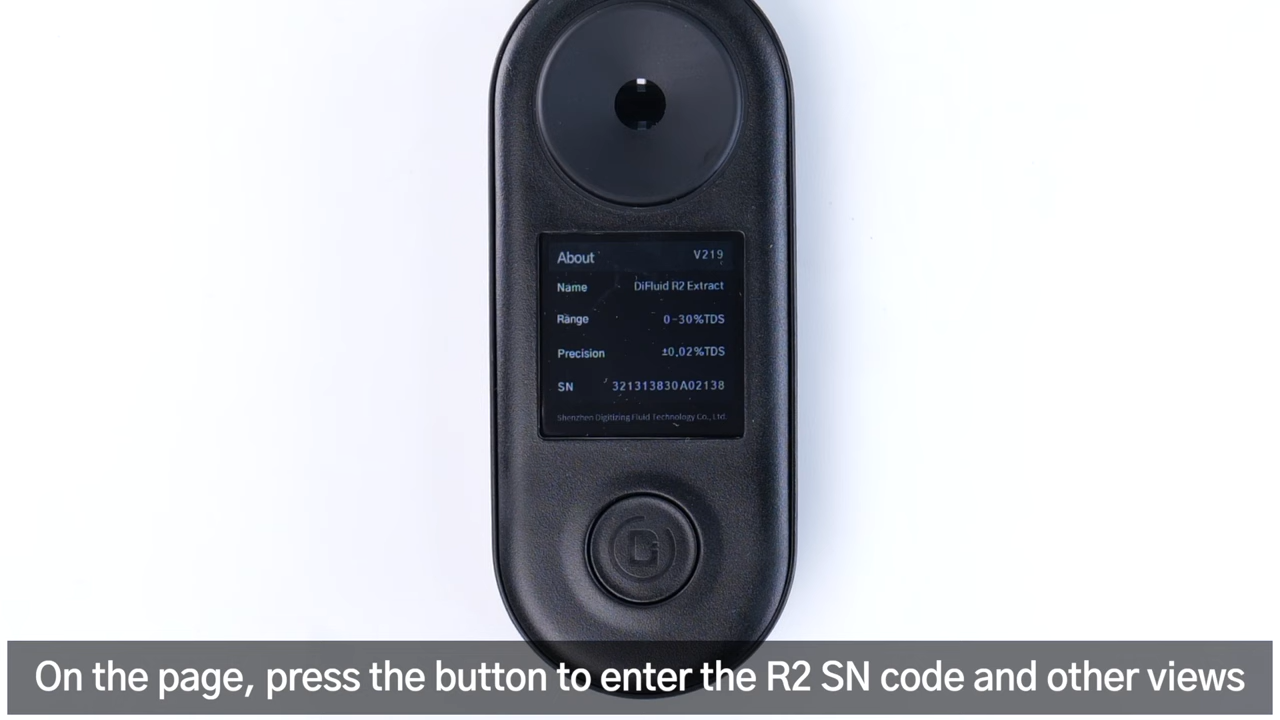 About V219
Name DiFluid R2 Extract
Range 0-30%TDS
Precision ±0.02%TDS
SN 321313830A02138
Shenzhen Digitizing Fluid Technology Co., Ltd.
On the page, press the button to enter the R2 SN code and other views